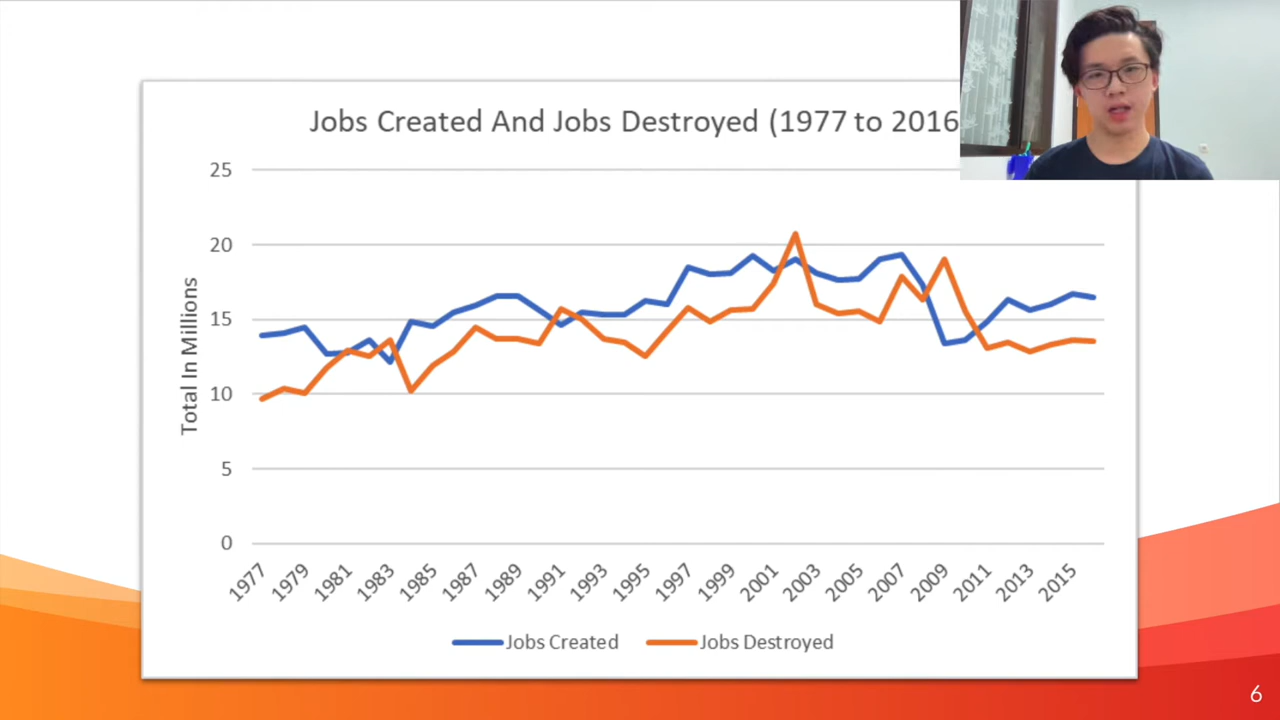 Jobs Created And Jobs Destroyed (1977 to 2016
25
20
15
10
5
0
Total In Millions
1977 1979 1981 1983 1985 1987 1989 1991 1993 1995 1997 1999 2001 2003 2005 2007 2009 2011 2013 2015
Jobs Created Jobs Destroyed
6